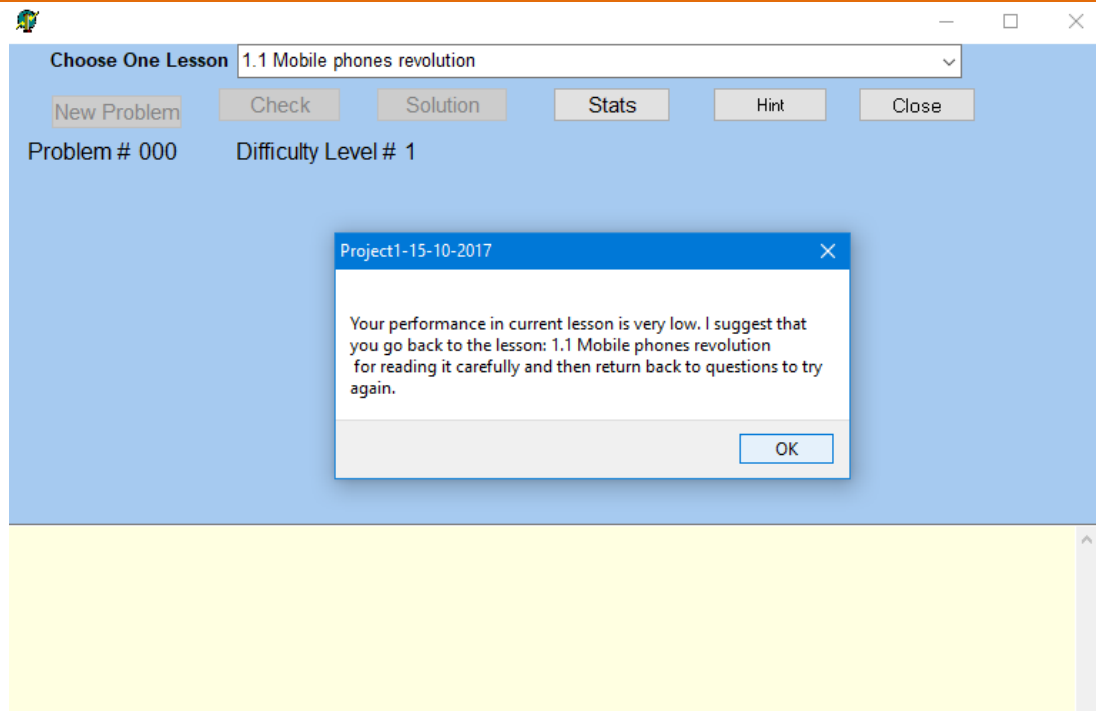 Choose One Lesson 1.1 Mobile phones revolution
New Problem Check Solution Stats Hint Close
Problem # 000 Difficulty Level # 1
Project1-15-10-2017
Your performance in current lesson is very low. I suggest that
you go back to the lesson: 1.1 Mobile phones revolution
for reading it carefully and then return back to questions to try
again.
OK